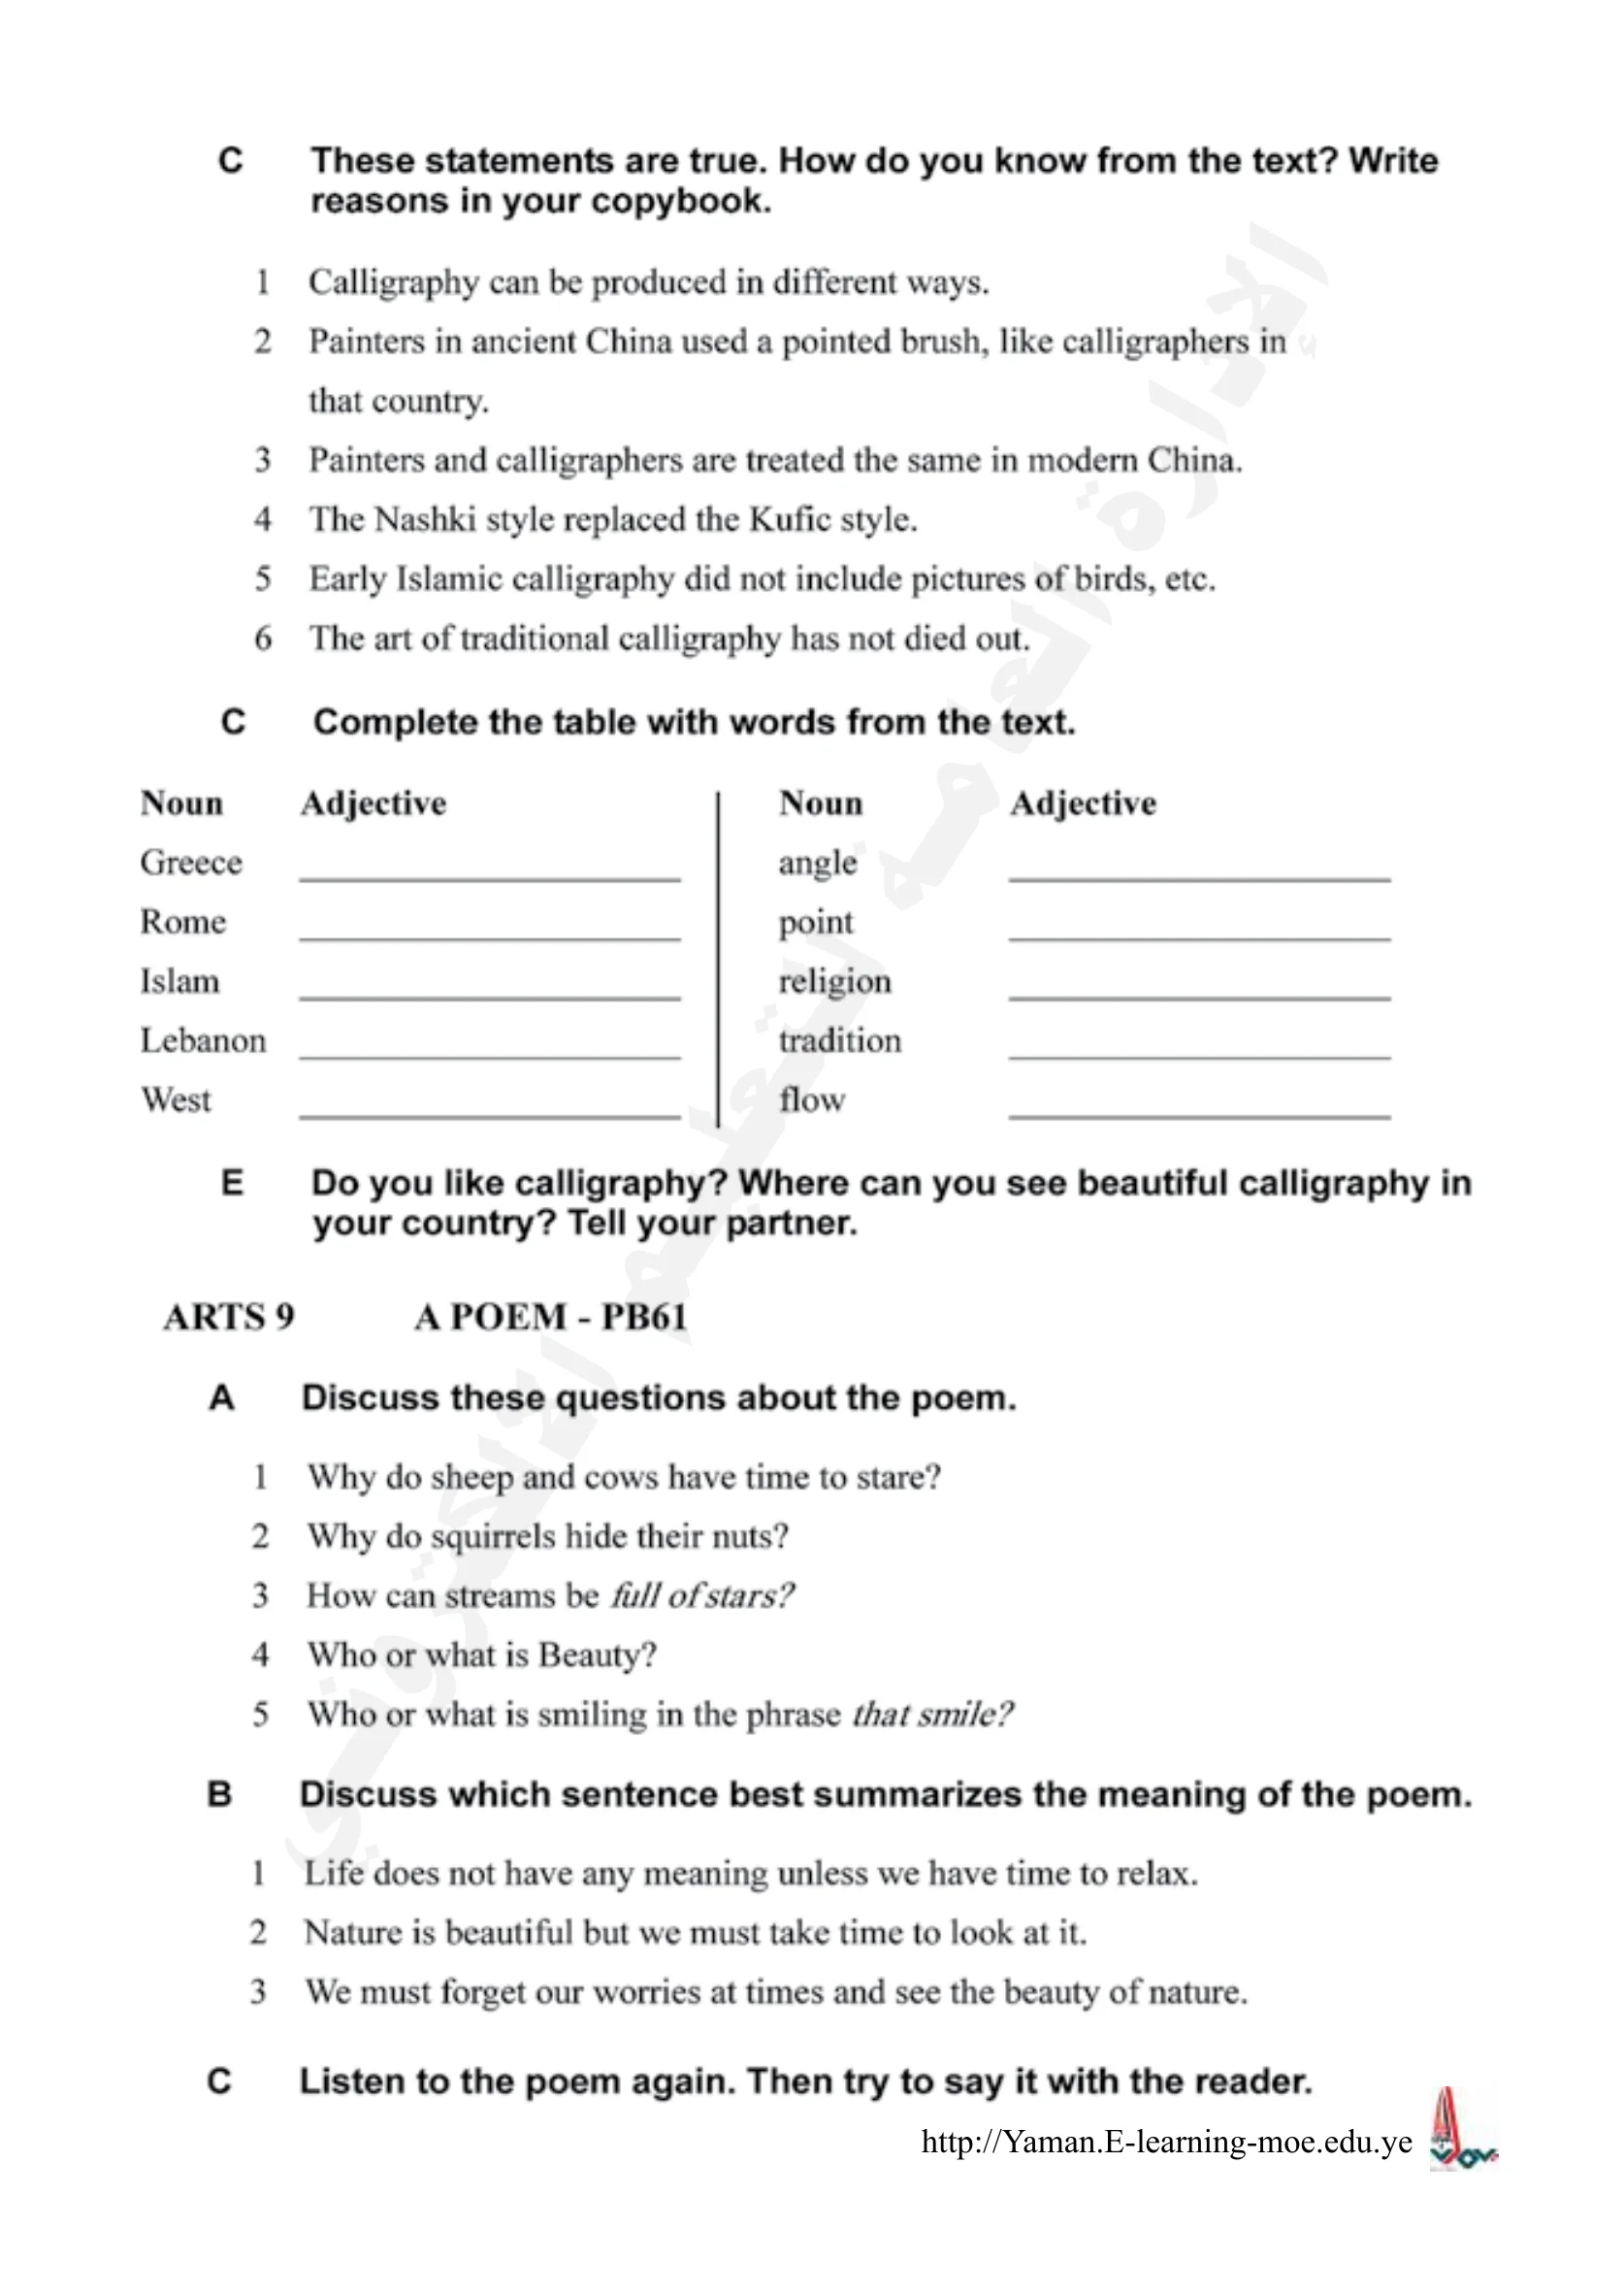 C These statements are true. How do you know from the text? Write
reasons in your copybook.
1 Calligraphy can be produced in different ways.
2 Painters in ancient China used a pointed brush, like calligraphers in
that country.
3 Painters and calligraphers are treated the same in modern China.
4 The Nashki style replaced the Kufic style.
5 Early Islamic calligraphy did not include pictures of birds, etc.
6 The art of traditional calligraphy has not died out.
C Complete the table with words from the text.
Noun Adjective Noun Adjective
Greece angle
Rome point
Islam religion
Lebanon tradition
West flow
E Do you like calligraphy? Where can you see beautiful calligraphy in
your country? Tell your partner.
ARTS 9 A POEM - PB61
A Discuss these questions about the poem.
1 Why do sheep and cows have time to stare?
2 Why do squirrels hide their nuts?
3 How can streams be full of stars?
4 Who or what is Beauty?
5 Who or what is smiling in the phrase that smile?
B Discuss which sentence best summarizes the meaning of the poem.
1 Life does not have any meaning unless we have time to relax.
2 Nature is beautiful but we must take time to look at it.
3 We must forget our worries at times and see the beauty of nature.
C Listen to the poem again. Then try to say it with the reader.
http://Yaman.E-learning-moe.edu.ye
الإدارة العامة للتعليم الإلكتروني